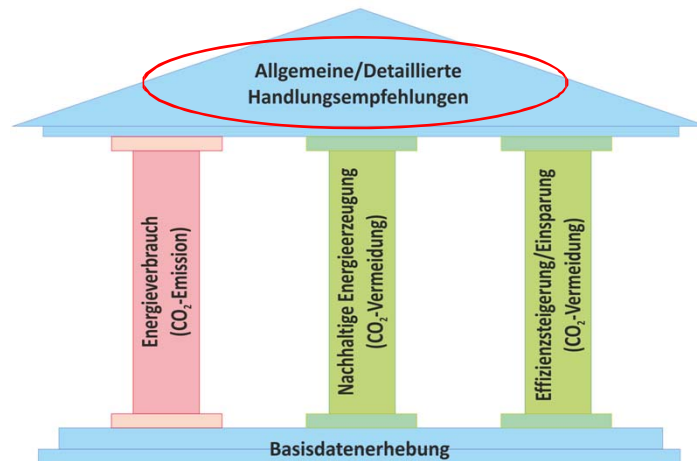 Allgemeine/Detaillierte
Handlungsempfehlungen
Energieverbrauch
(CO₂-Emission)
Nachhaltige Energieerzeugung
(CO₂-Vermeidung)
Effizienzsteigerung/Einsparung
(CO₂-Vermeidung)
Basisdatenerhebung